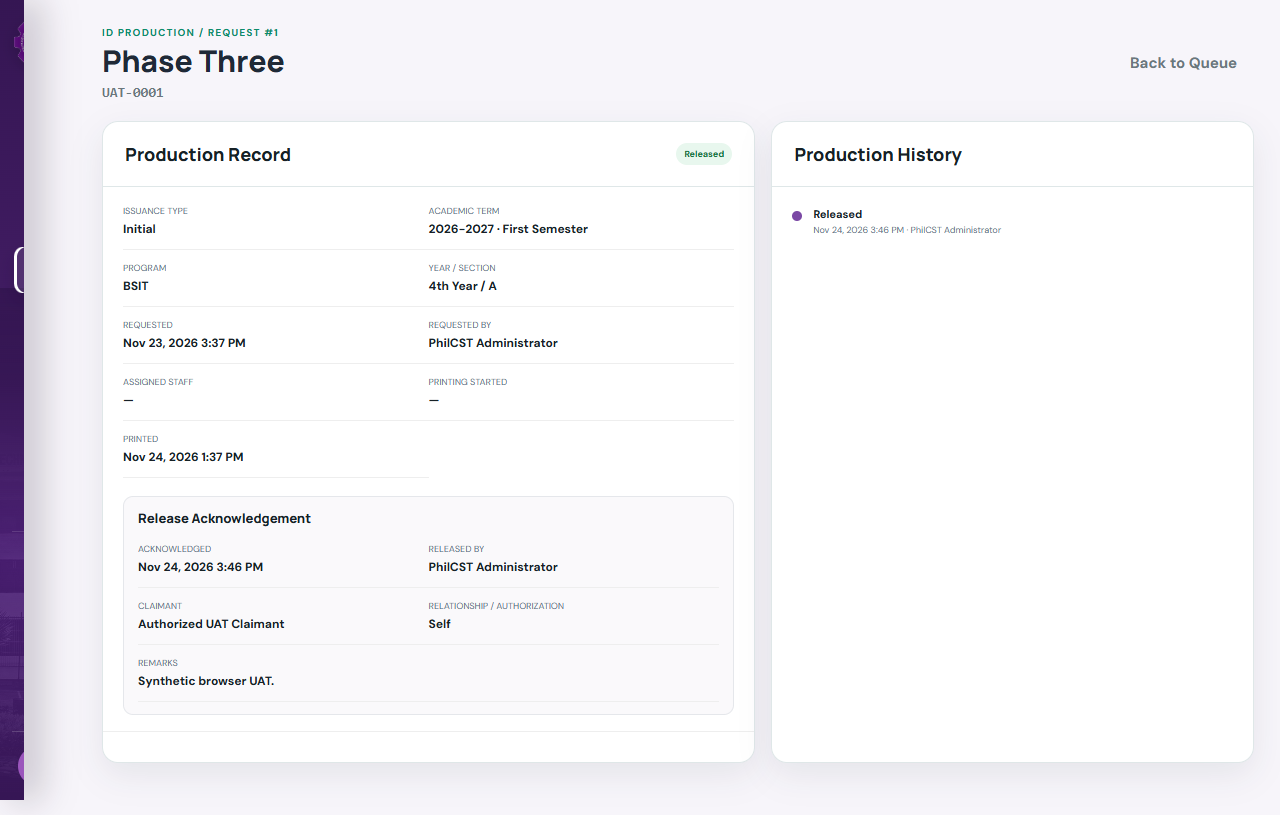 ID PRODUCTION / REQUEST #1
Phase Three
UAT-0001
Back to Queue
Production Record
Released
ISSUANCE TYPE
Initial
ACADEMIC TERM
2026-2027 · First Semester
PROGRAM
BSIT
YEAR / SECTION
4th Year / A
REQUESTED
Nov 23, 2026 3:37 PM
REQUESTED BY
PhilCST Administrator
ASSIGNED STAFF
—
PRINTING STARTED
—
PRINTED
Nov 24, 2026 1:37 PM
Release Acknowledgement
ACKNOWLEDGED
Nov 24, 2026 3:46 PM
RELEASED BY
PhilCST Administrator
CLAIMANT
Authorized UAT Claimant
RELATIONSHIP / AUTHORIZATION
Self
REMARKS
Synthetic browser UAT.
Production History
Released
Nov 24, 2026 3:46 PM · PhilCST Administrator